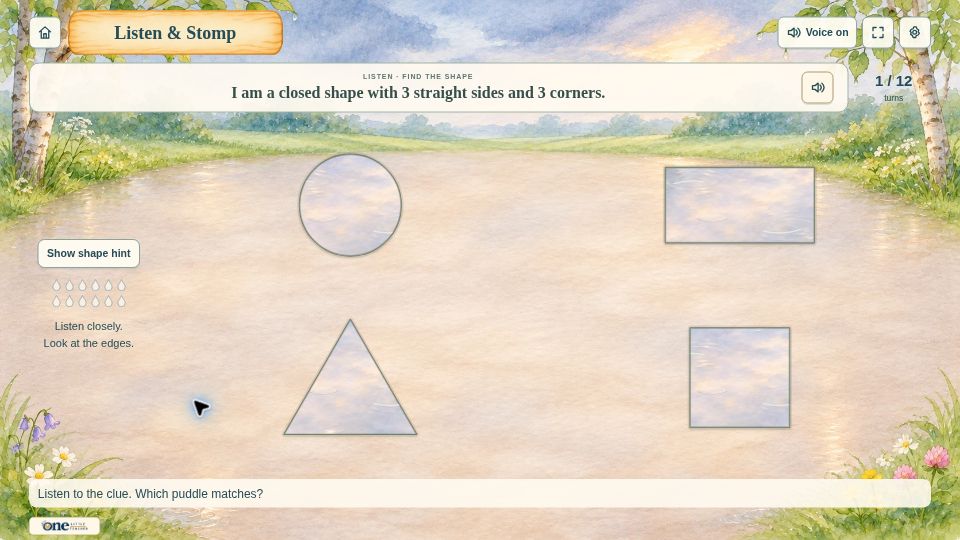 Listen & Stomp
Voice on
LISTEN · FIND THE SHAPE
I am a closed shape with 3 straight sides and 3 corners.
1 / 12
turns
Show shape hint
Listen closely.
Look at the edges.
Listen to the clue. Which puddle matches?
one